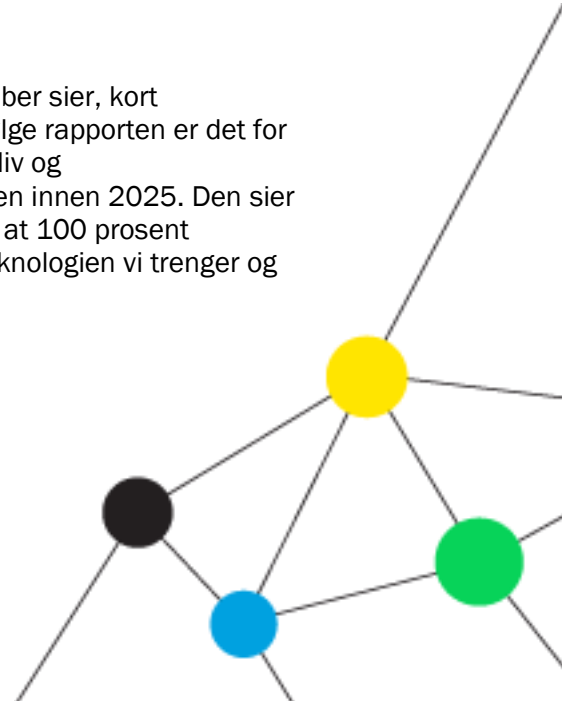 ber sier, kort
lge rapporten er det for
liv og
en innen 2025. Den sier
at 100 prosent
knologien vi trenger og